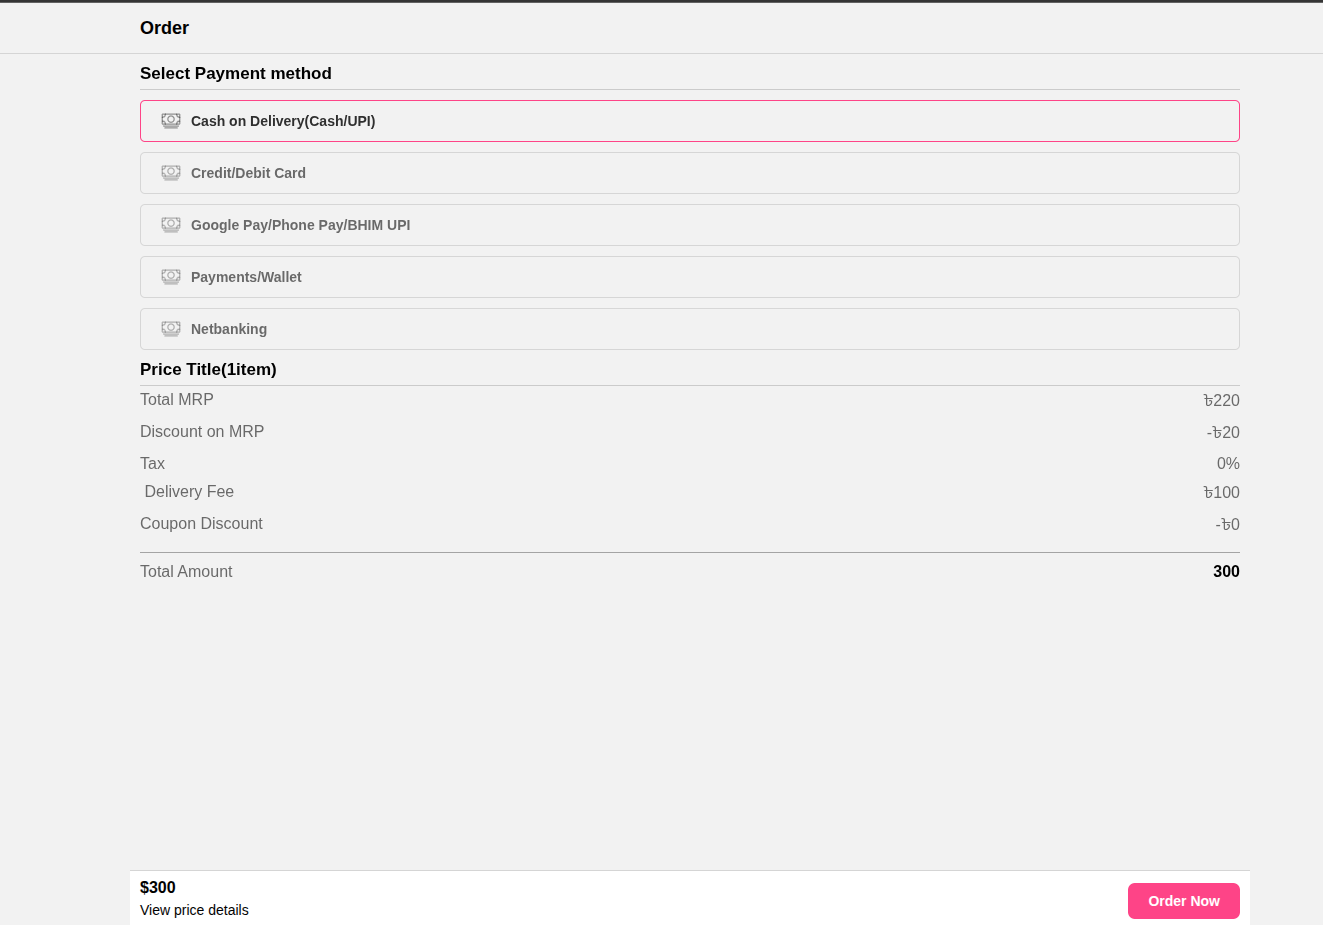 Order
Select Payment method
Cash on Delivery(Cash/UPI)
Credit/Debit Card
Google Pay/Phone Pay/BHIM UPI
Payments/Wallet
Netbanking
Price Title(1item)
Total MRP ৳220
Discount on MRP -৳20
Tax 0%
Delivery Fee ৳100
Coupon Discount -৳0
Total Amount 300
$300
View price details
Order Now